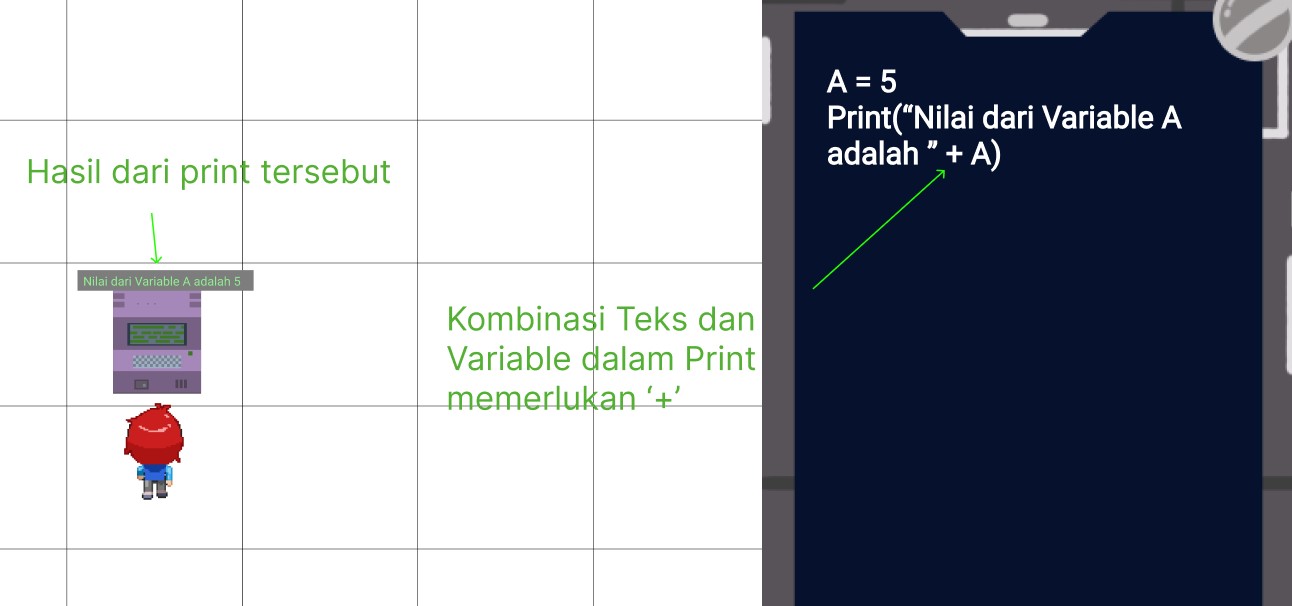 Hasil dari print tersebut
Nilai dari Variable A adalah 5
Kombinasi Teks dan
Variable dalam Print
memerlukan ‘+’
A = 5
Print(“Nilai dari Variable A
adalah ” + A)